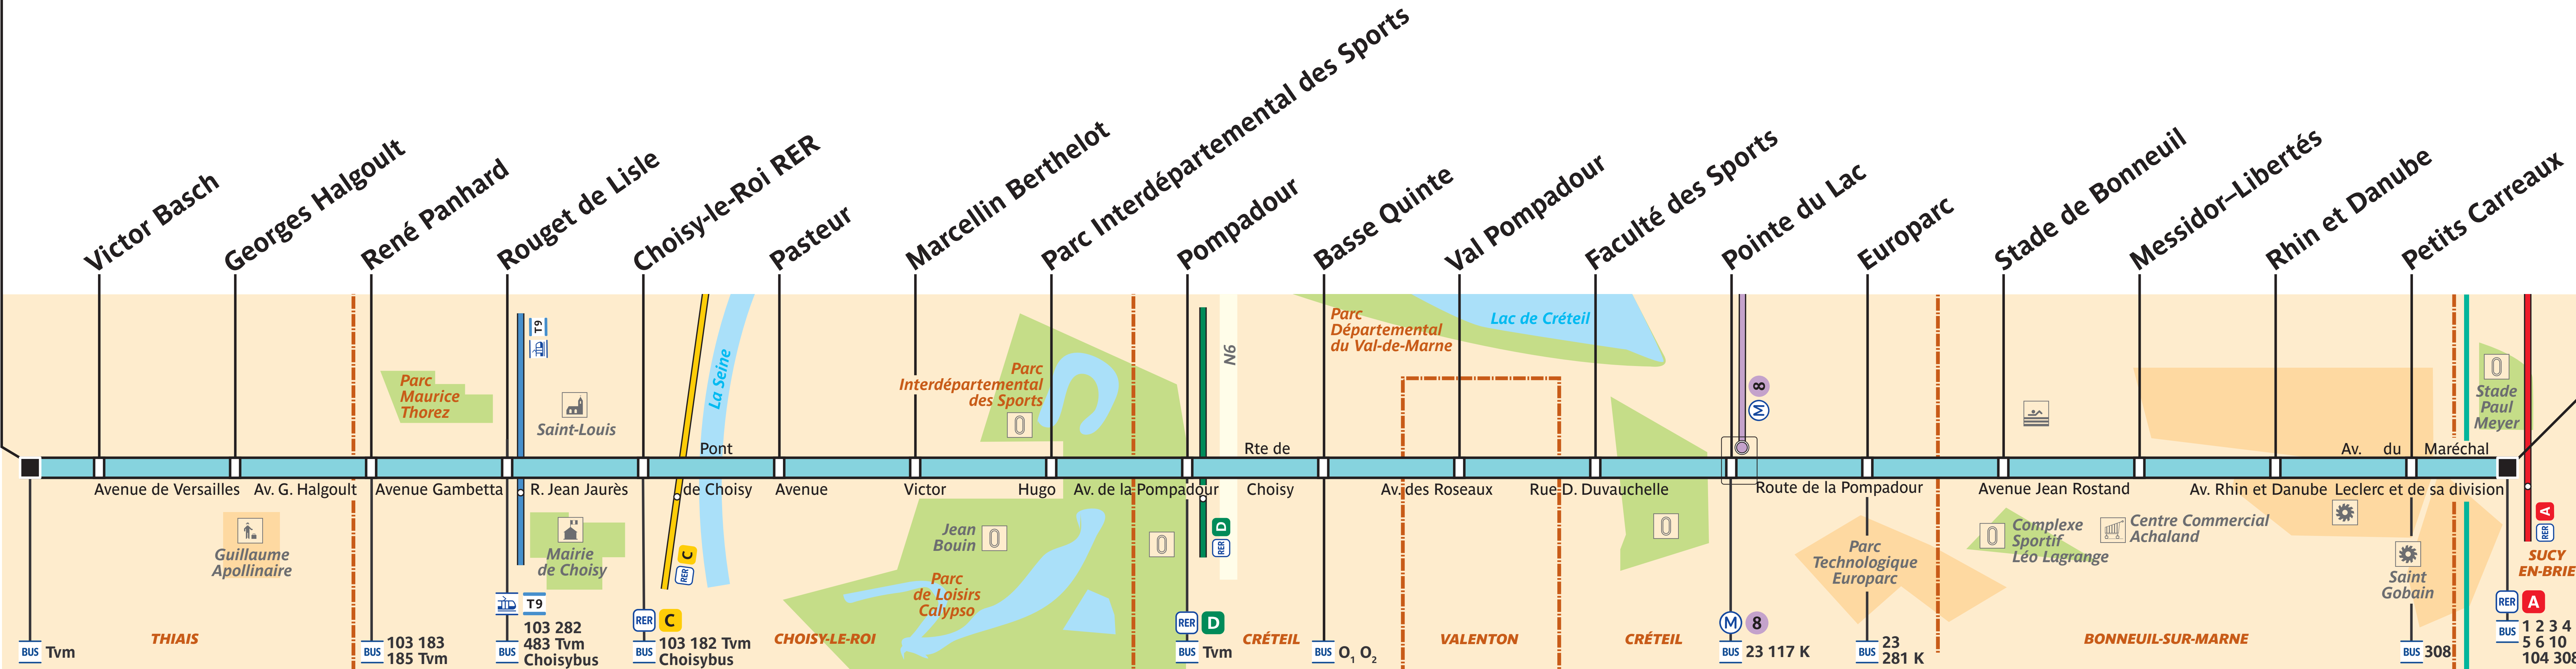 Victor Basch
Georges Halgoult
René Panhard
Rouget de Lisle
Choisy-le-Roi RER
Pasteur
Marcellin Berthelot
Parc Interdépartemental des Sports
Pompadour
Basse Quinte
Val Pompadour
Faculté des Sports
Pointe du Lac
Europarc
Stade de Bonneuil
Messidor–Libertés
Rhin et Danube
Petits Carreaux
T9
Parc
Maurice
Thorez
Saint-Louis
La Seine
Parc
Interdépartemental
des Sports
N6
Parc
Départemental
du Val-de-Marne
Lac de Créteil
8
M
Stade
Paul
Meyer
Pont
Rte de
Av. du Maréchal
Avenue de Versailles
Av. G. Halgoult
Avenue Gambetta
R. Jean Jaurès
de Choisy
Avenue
Victor
Hugo
Av. de la Pompadour
Choisy
Av. des Roseaux
Rue D. Duvauchelle
Route de la Pompadour
Avenue Jean Rostand
Av. Rhin et Danube
Leclerc et de sa division
Guillaume
Apollinaire
Mairie
de Choisy
C
RER
Jean
Bouin
Parc
de Loisirs
Calypso
D
RER
Parc
Technologique
Europarc
Complexe
Sportif
Léo Lagrange
Centre Commercial
Achaland
Saint
Gobain
A
RER
SUCY
EN-BRIE
THIAIS
CHOISY-LE-ROI
CRÉTEIL
VALENTON
CRÉTEIL
BONNEUIL-SUR-MARNE
BUS Tvm
BUS 103 183
185 Tvm
T9
BUS 103 282
483 Tvm
Choisybus
RER C
BUS 103 182 Tvm
Choisybus
RER D
BUS Tvm
BUS O1 O2
M 8
BUS 23 117 K
BUS 23
281 K
BUS 308
RER A
BUS 1 2 3 4
5 6 10
104 308